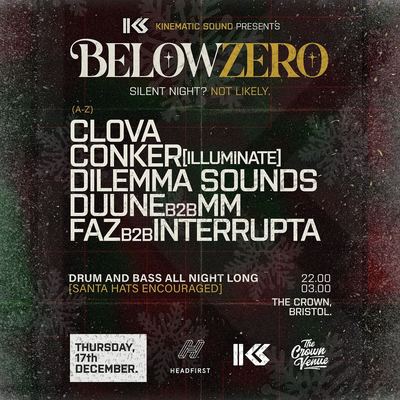 KS KINEMATIC SOUND PRESENTS
BELOWZERO
SILENT NIGHT? NOT LIKELY.
(A-Z)
CLOVA
CONKER[ILLUMINATE]
DILEMMA SOUNDS
DUUNEB2BMM
FAZB2BINTERRUPTA
DRUM AND BASS ALL NIGHT LONG
[SANTA HATS ENCOURAGED]
22.00
03.00
THE CROWN,
BRISTOL.
THURSDAY,
17th
DECEMBER.
H
HEADFIRST
KS
The
Crown
Venue